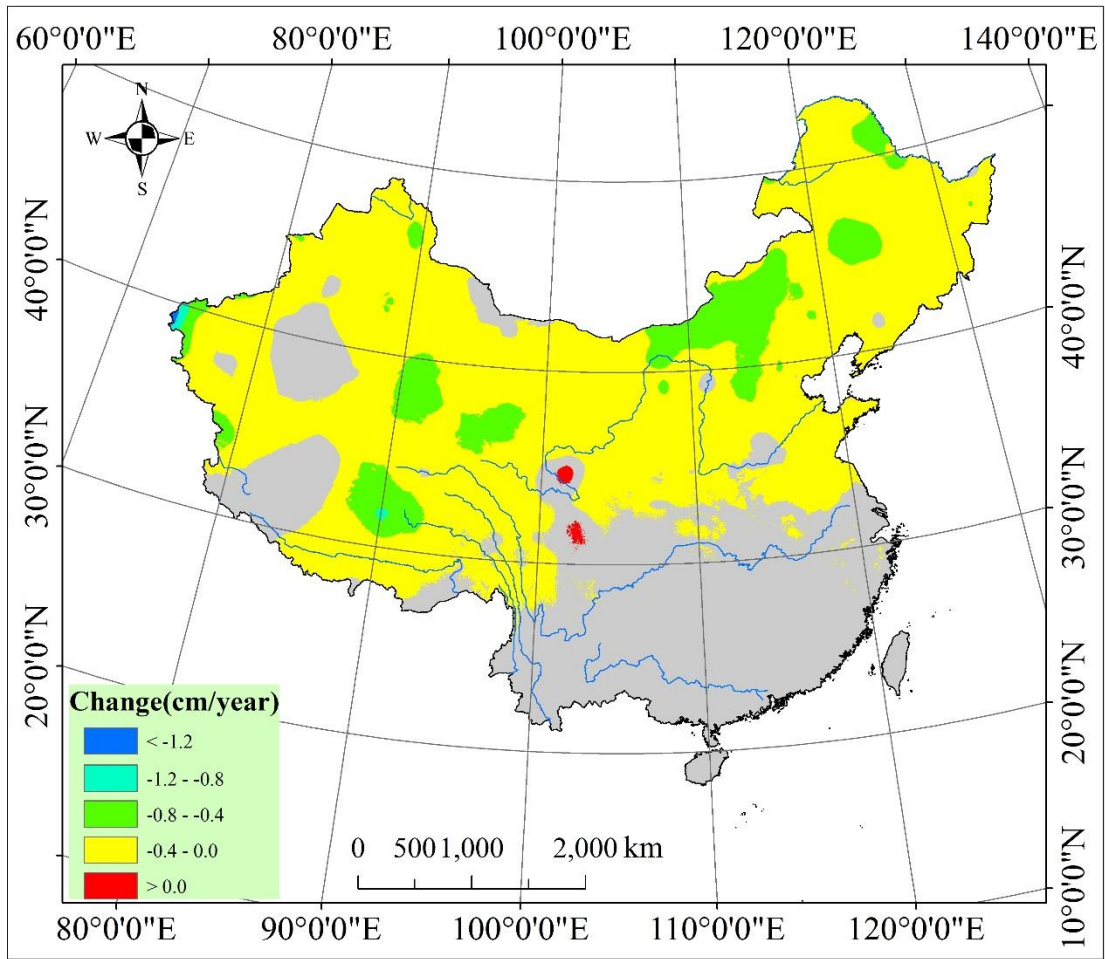 60°0'0"E 80°0'0"E 100°0'0"E 120°0'0"E 140°0'0"E
N
W E
S
40°0'0"N
40°0'0"N
30°0'0"N
30°0'0"N
20°0'0"N
20°0'0"N
10°0'0"N
Change(cm/year)
< -1.2
-1.2 - -0.8
-0.8 - -0.4
-0.4 - 0.0
> 0.0
0 500 1,000 2,000 km
80°0'0"E 90°0'0"E 100°0'0"E 110°0'0"E 120°0'0"E